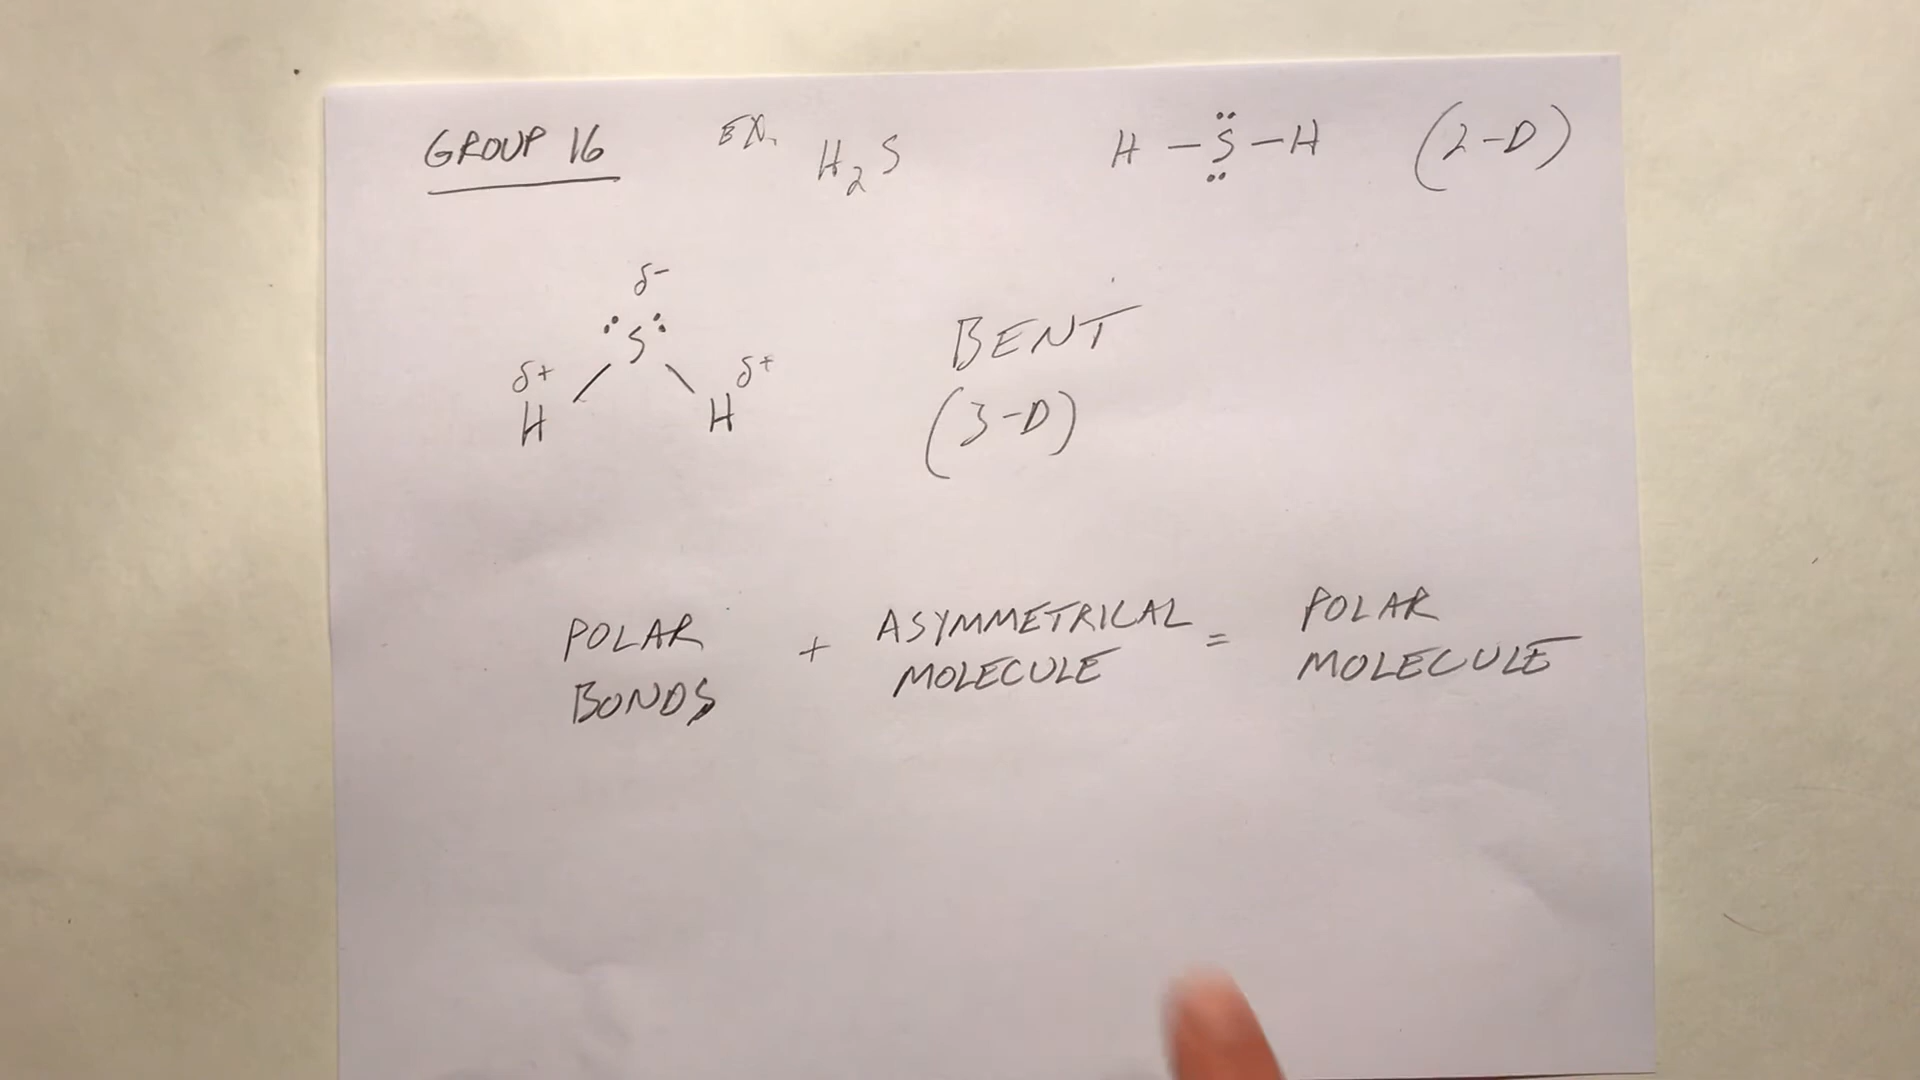 GROUP 16 EX. H2S H-S-H (2-D)
δ-
S
δ+ δ+
H H
BENT
(3-D)
POLAR BONDS + ASYMMETRICAL MOLECULE = POLAR MOLECULE